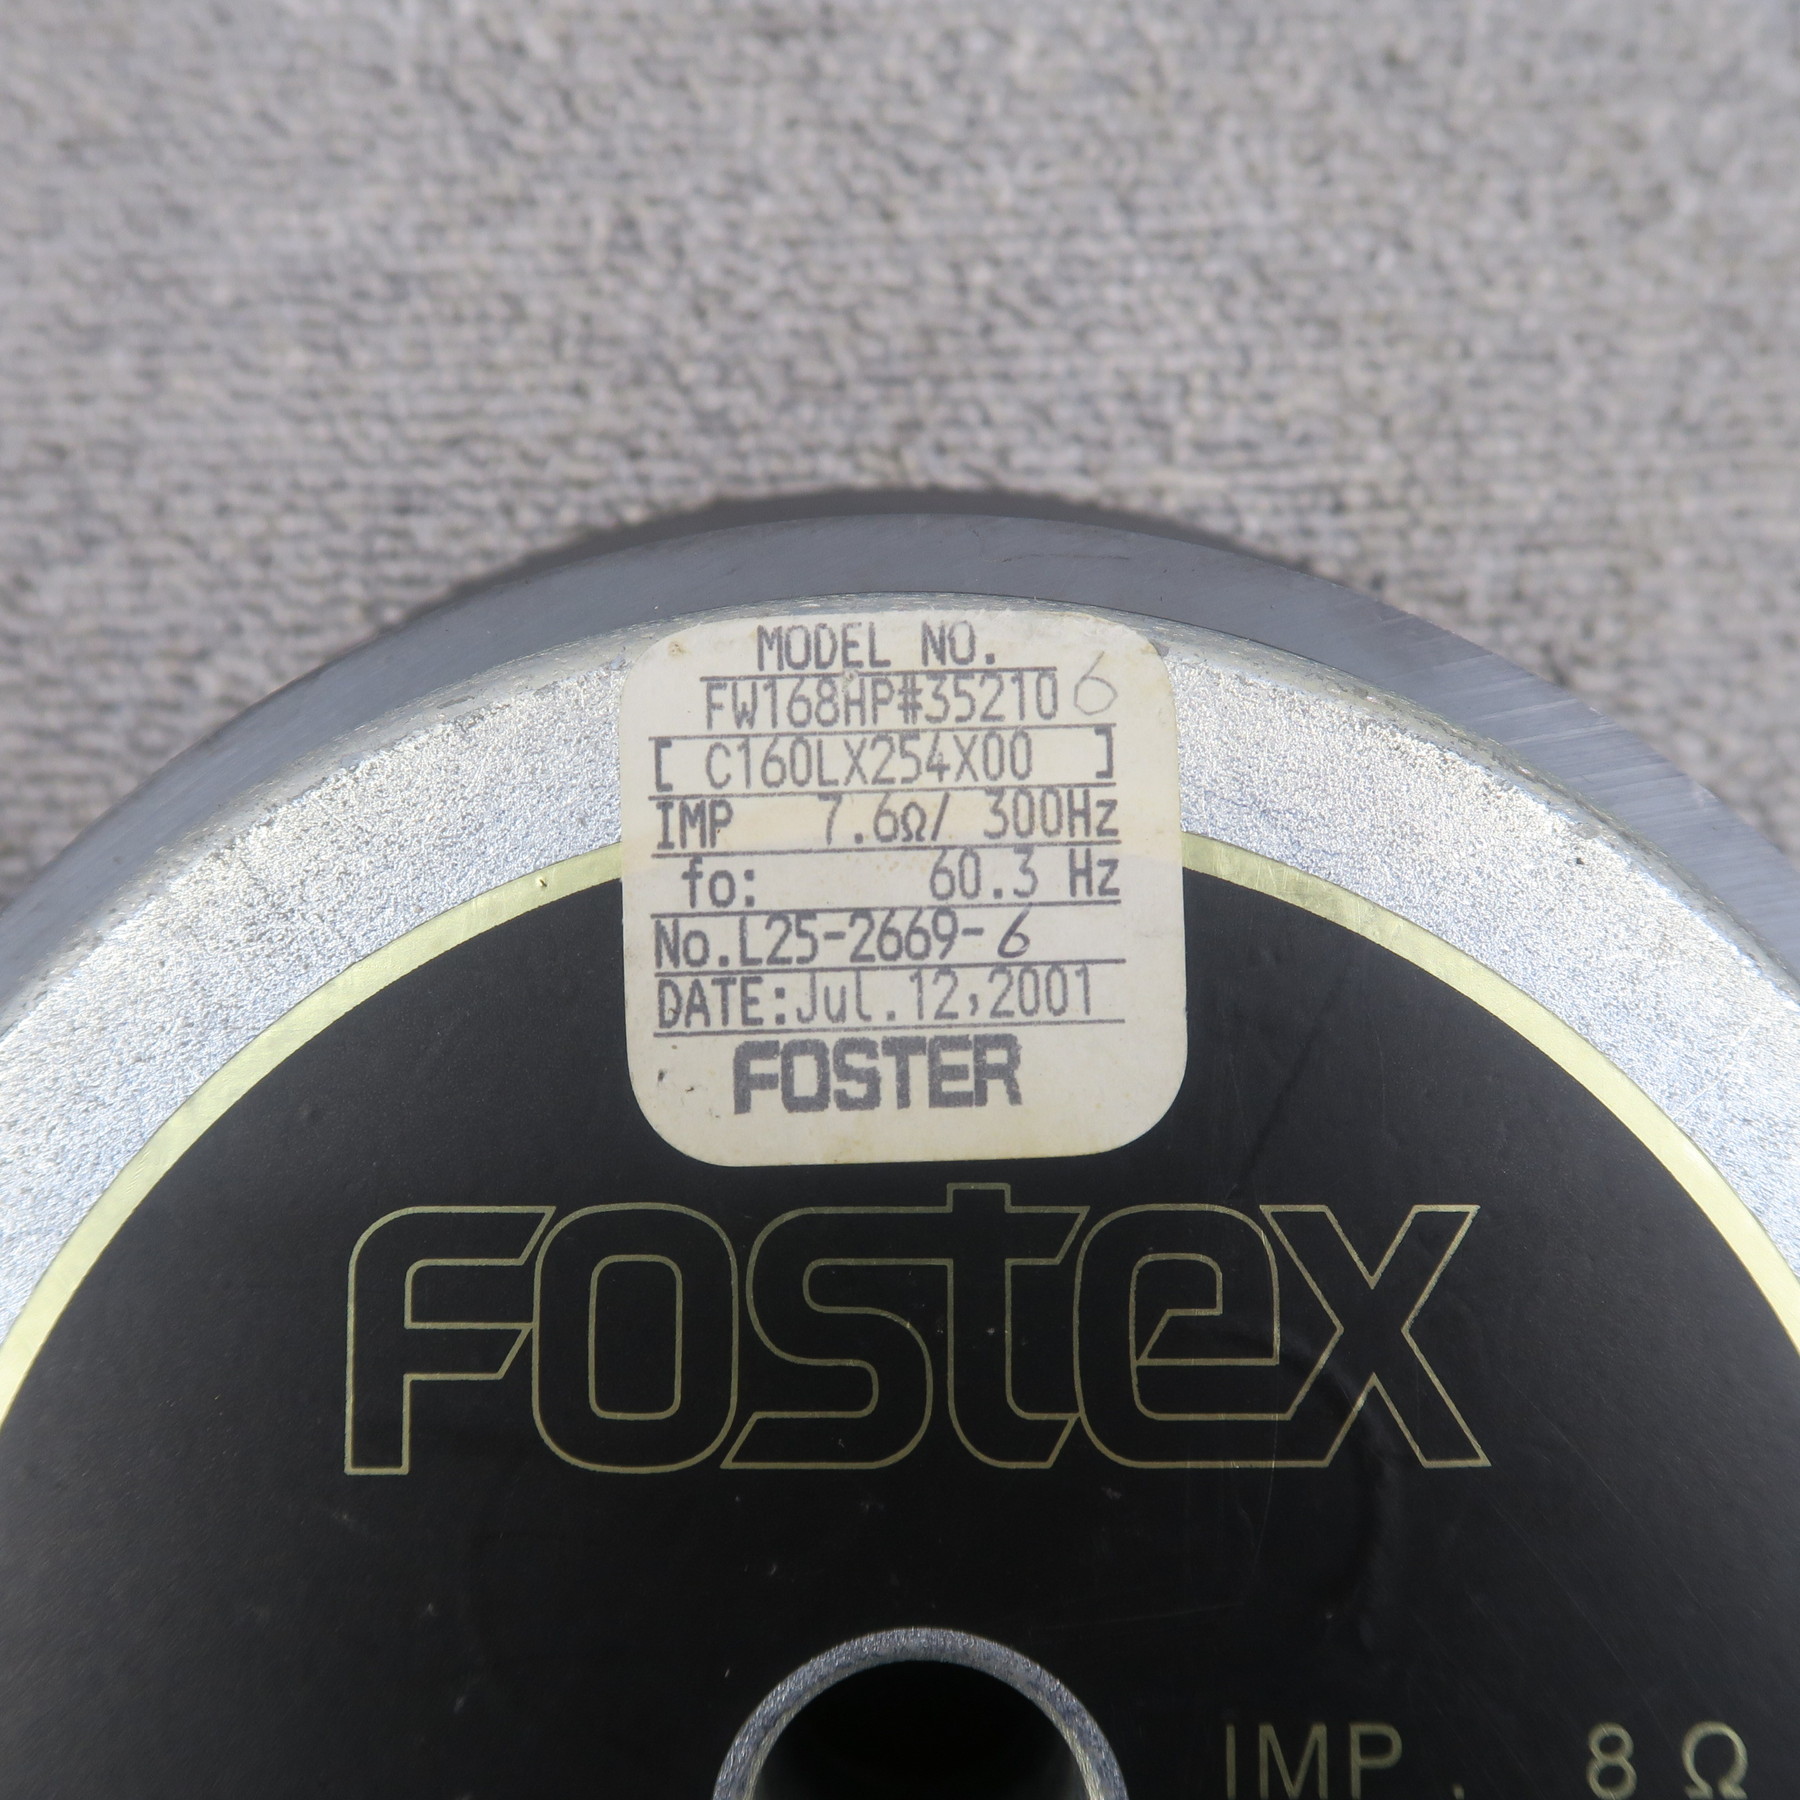 MODEL NO.
FW168HP#35210 6
[ C160LX254X00 ]
IMP 7.6Ω/ 300Hz
fo: 60.3 Hz
No.L25-2669-6
DATE:Jul.12,2001
FOSTER
FOSTEX
IMP. 8Ω